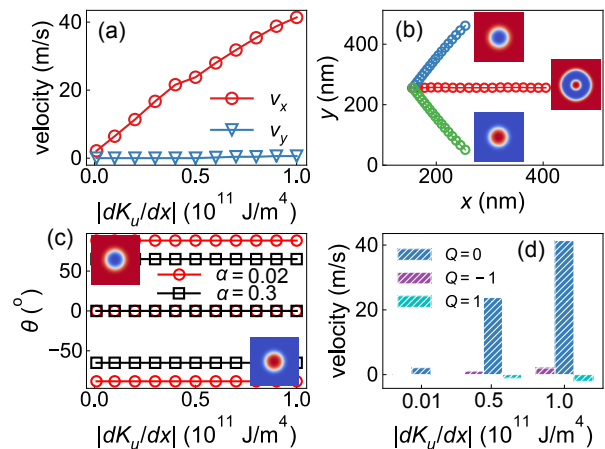 (a)
velocity (m/s)
40
20
0
v_x
v_y
0.0
0.5
1.0
|dK_u/dx| (10^11 J/m^4)
(b)
y (nm)
400
200
0
200
400
x (nm)
(c)
θ (°)
50
0
−50
α = 0.02
α = 0.3
0.0
0.5
1.0
|dK_u/dx| (10^11 J/m^4)
(d)
velocity (m/s)
40
20
0
Q = 0
Q = −1
Q = 1
0.01
0.5
1.0
|dK_u/dx| (10^11 J/m^4)